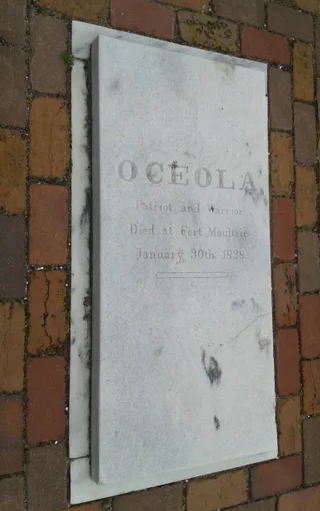 OCEOLA
Patriot and Warrior
Died at Fort Moultrie
January 30th 1838